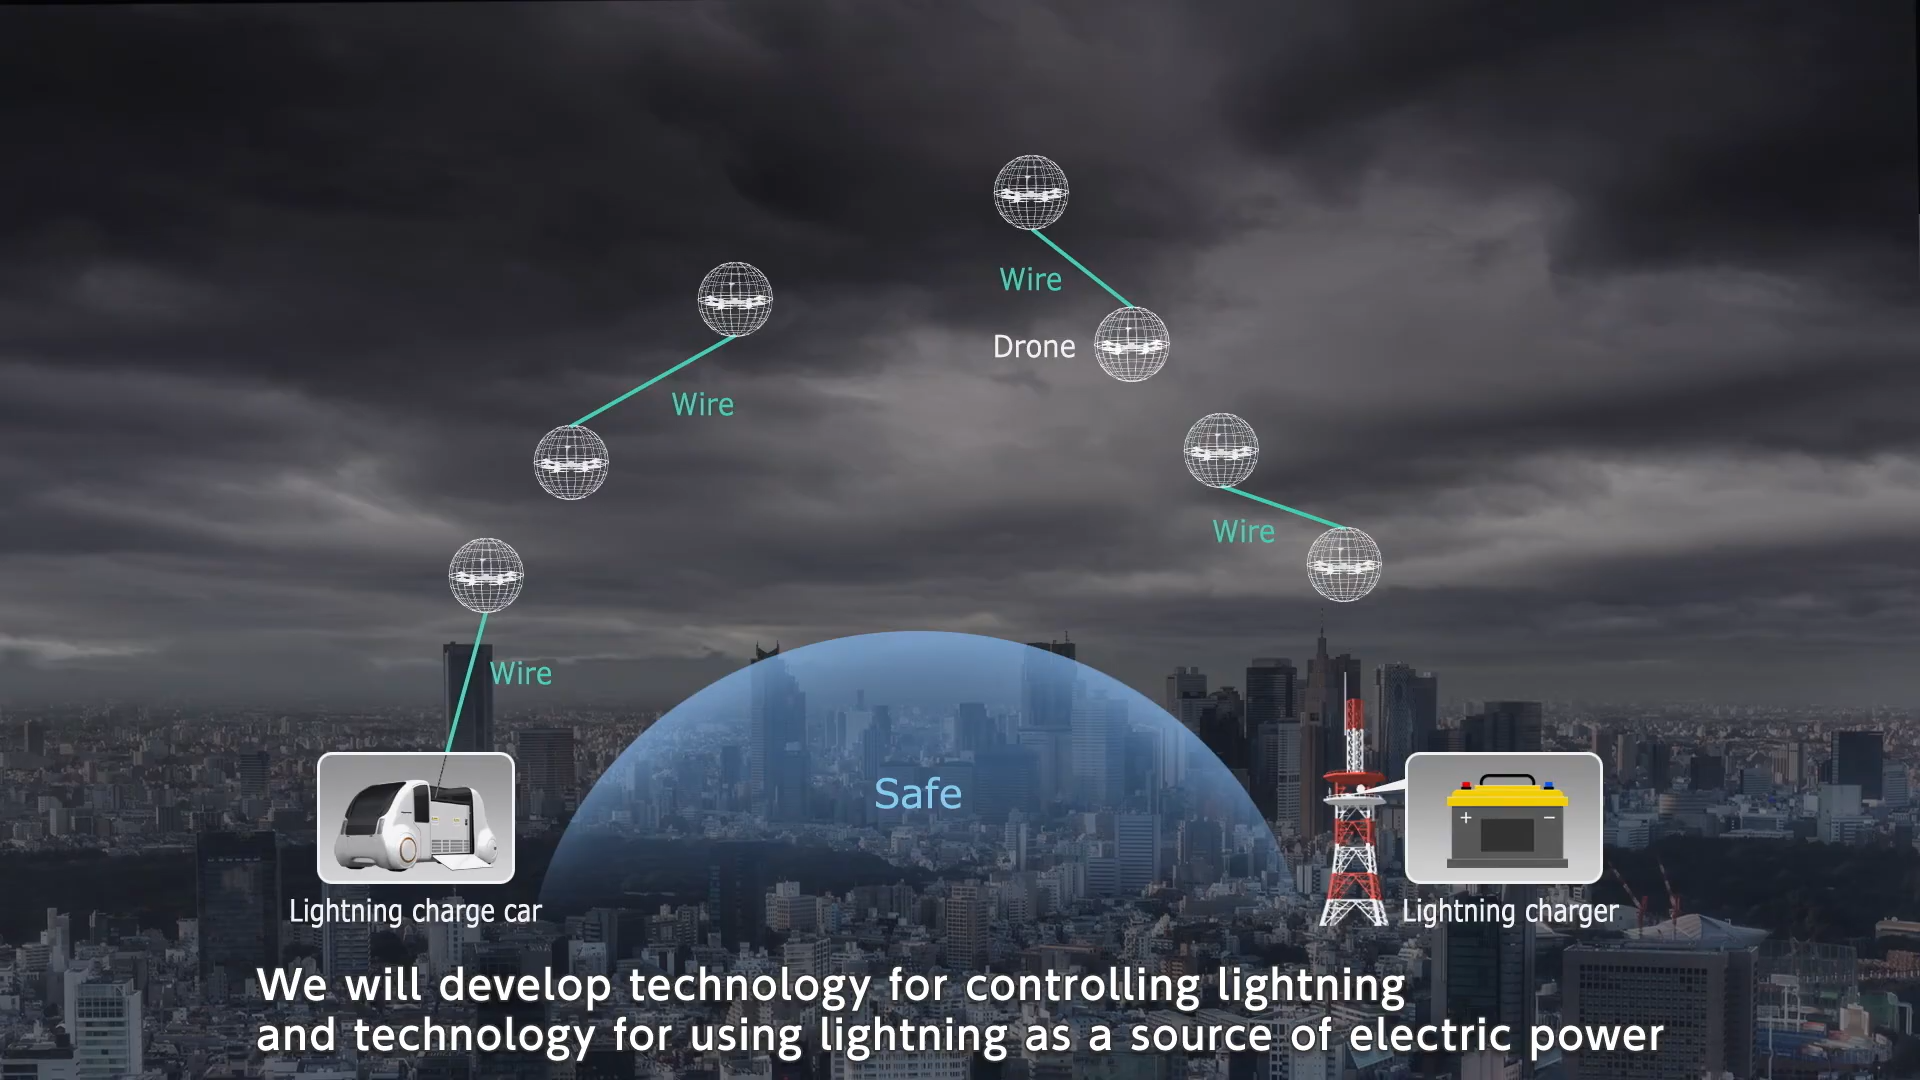 Wire
Drone
Wire
Wire
Wire
Safe
+ −
Lightning charge car
Lightning charger
We will develop technology for controlling lightning
and technology for using lightning as a source of electric power